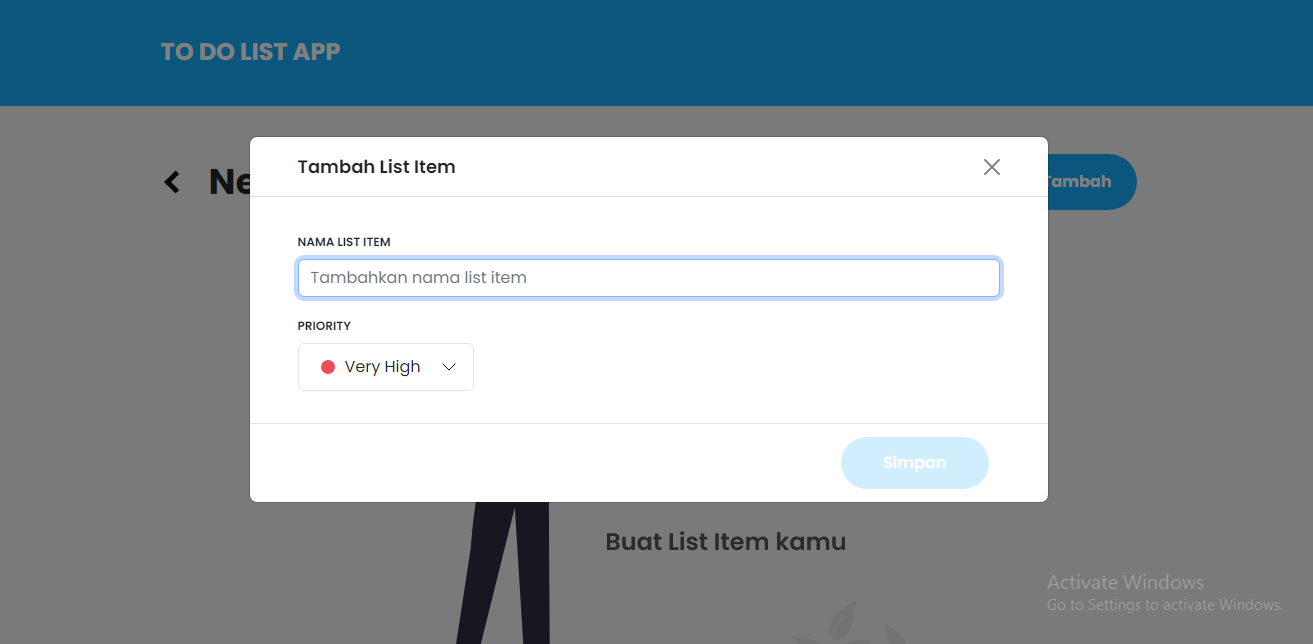 TO DO LIST APP
Tambah List Item
Tambah
NAMA LIST ITEM
Tambahkan nama list item
PRIORITY
Very High
Simpan
Buat List Item kamu
Activate Windows
Go to Settings to activate Windows.